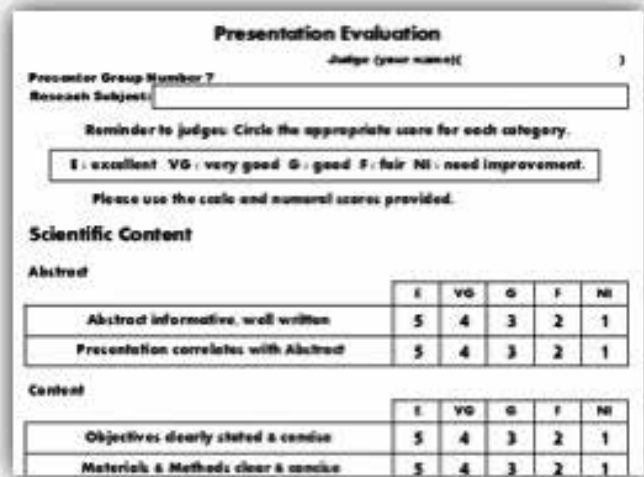 Presentation Evaluation
Judge (your name)( )
Presenter Group Number 7
Reseach Subject:
Reminder to judges: Circle the appropriate score for each category.
E : excellent VG : very good G : good F : fair NI : need improvement.
Please use the scale and numeral scores provided.
Scientific Content
Abstract
E VG G F NI
Abstract informative, well written 5 4 3 2 1
Presentation correlates with Abstract 5 4 3 2 1
Content
E VG G F NI
Objectives clearly stated & concise 5 4 3 2 1
Materials & Methods clear & concise 5 4 3 2 1